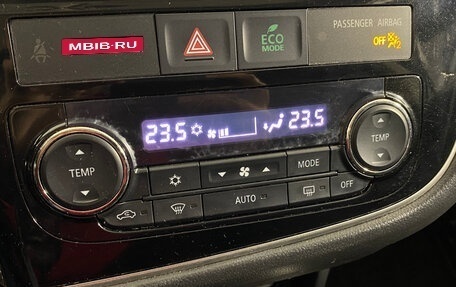 MBIB-RU
ECO
MODE
PASSENGER AIRBAG
OFF
23.5
23.5
TEMP
TEMP
MODE
AUTO
OFF